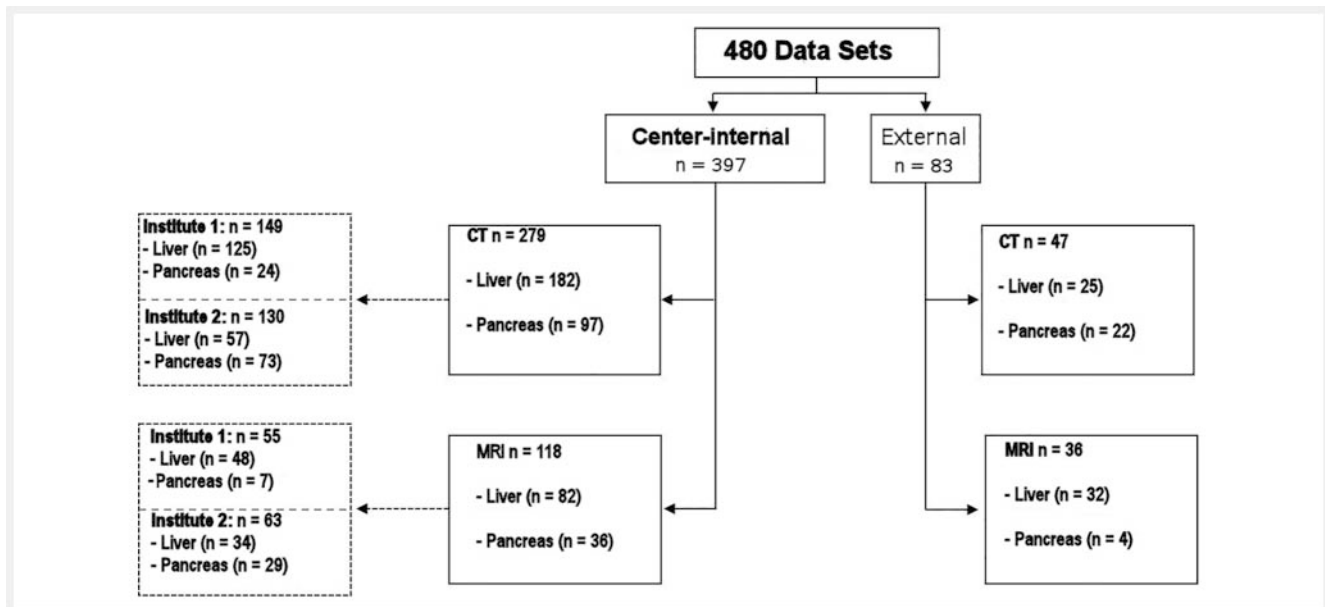 480 Data Sets
Center-internal
n = 397
External
n = 83
Institute 1: n = 149
- Liver (n = 125)
- Pancreas (n = 24)
Institute 2: n = 130
- Liver (n = 57)
- Pancreas (n = 73)
CT n = 279
- Liver (n = 182)
- Pancreas (n = 97)
CT n = 47
- Liver (n = 25)
- Pancreas (n = 22)
Institute 1: n = 55
- Liver (n = 48)
-Pancreas (n = 7)
Institute 2: n = 63
- Liver (n = 34)
- Pancreas (n = 29)
MRI n = 118
- Liver (n = 82)
- Pancreas (n = 36)
MRI n = 36
- Liver (n = 32)
- Pancreas (n = 4)